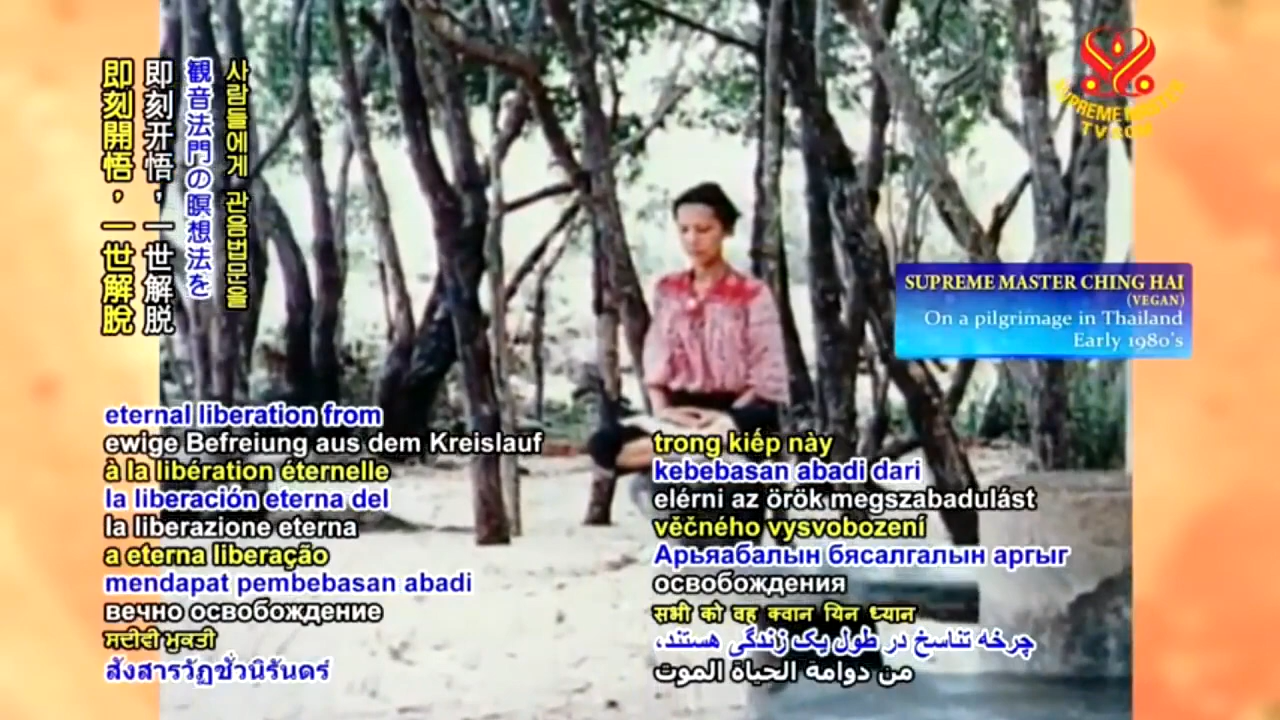 사람들에게 관음법문을
観音法門の瞑想法を
即刻开悟，一世解脱
即刻開悟，一世解脫
SUPREME MASTER TV.COM
SUPREME MASTER CHING HAI
(VEGAN)
On a pilgrimage in Thailand
Early 1980's
eternal liberation from
ewige Befreiung aus dem Kreislauf
à la libération éternelle
la liberación eterna del
la liberazione eterna
a eterna liberação
mendapat pembebasan abadi
вечно освобождение
ਸਦੀਵੀ ਮੁਕਤੀ
สังสารวัฏชั่วนิรันดร์
trong kiếp này
kebebasan abadi dari
elérni az örök megszabadulást
věčného vysvobození
Арьяабалын бясалгалын аргыг
освобождения
सभी को वह क्वान यिन ध्यान
چرخه تناسخ در طول یک زندگی هستند،
من دوامة الحياة الموت